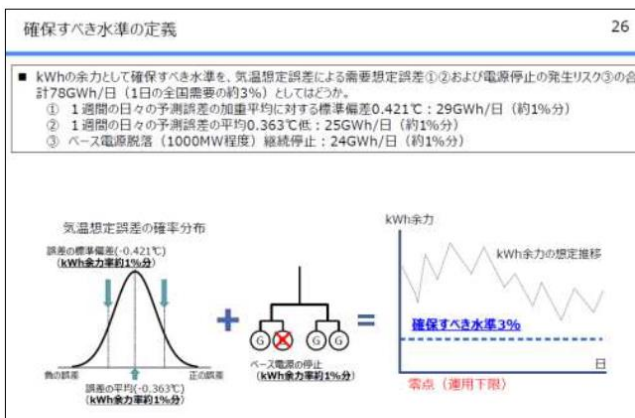 確保すべき水準の定義
26
■ kWhの余力として確保すべき水準を、気温想定誤差による需要想定誤差①②および電源停止の発生リスク③の合
計78GWh/日（1日の全国需要の約3%）としてはどうか。
① １週間の日々の予測誤差の加重平均に対する標準偏差0.421℃：29GWh/日（約1%分）
② １週間の日々の予測誤差の平均0.363℃低：25GWh/日（約1%分）
③ ベース電源脱落（1000MW程度）継続停止：24GWh/日（約1%分）
気温想定誤差の確率分布
誤差の標準偏差(-0.421℃)
（kWh余力率約1%分）
負の誤差
正の誤差
誤差の平均(-0.363℃)
（kWh余力率約1%分）
G G G G
ベース電源の停止
（kWh余力率約1%分）
kWh余力
kWh余力の想定推移
確保すべき水準3%
日
零点（運用下限）